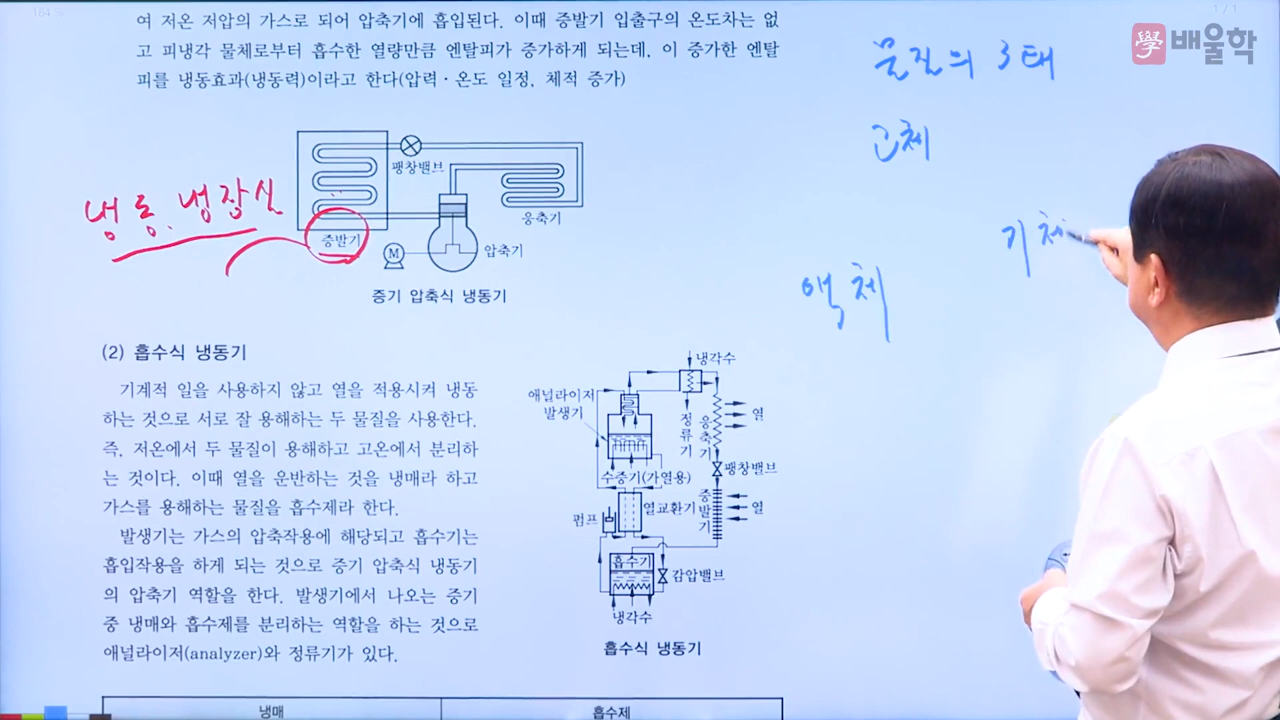 여 저온 저압의 가스로 되어 압축기에 흡입된다. 이때 증발기 입출구의 온도차는 없
고 피냉각 물체로부터 흡수한 열량만큼 엔탈피가 증가하게 되는데, 이 증가한 엔탈
피를 냉동효과(냉동력)이라고 한다(압력·온도 일정, 체적 증가)
팽창밸브
응축기
증발기
M
압축기
증기 압축식 냉동기
냉동, 냉장실
물질의 3태
고체
기체
액체
學 배울학
1/1
(2) 흡수식 냉동기
기계적 일을 사용하지 않고 열을 적용시켜 냉동
하는 것으로 서로 잘 용해하는 두 물질을 사용한다.
즉, 저온에서 두 물질이 용해하고 고온에서 분리하
는 것이다. 이때 열을 운반하는 것을 냉매라 하고
가스를 용해하는 물질을 흡수제라 한다.
발생기는 가스의 압축작용에 해당되고 흡수기는
흡입작용을 하게 되는 것으로 증기 압축식 냉동기
의 압축기 역할을 한다. 발생기에서 나오는 증기
중 냉매와 흡수제를 분리하는 역할을 하는 것으로
애널라이저(analyzer)와 정류기가 있다.
냉각수
애널라이저
발생기
정류기
응축기
열
팽창밸브
수증기(가열용)
열교환기
증발기
열
펌프
흡수기
감압밸브
냉각수
흡수식 냉동기
냉매
흡수제